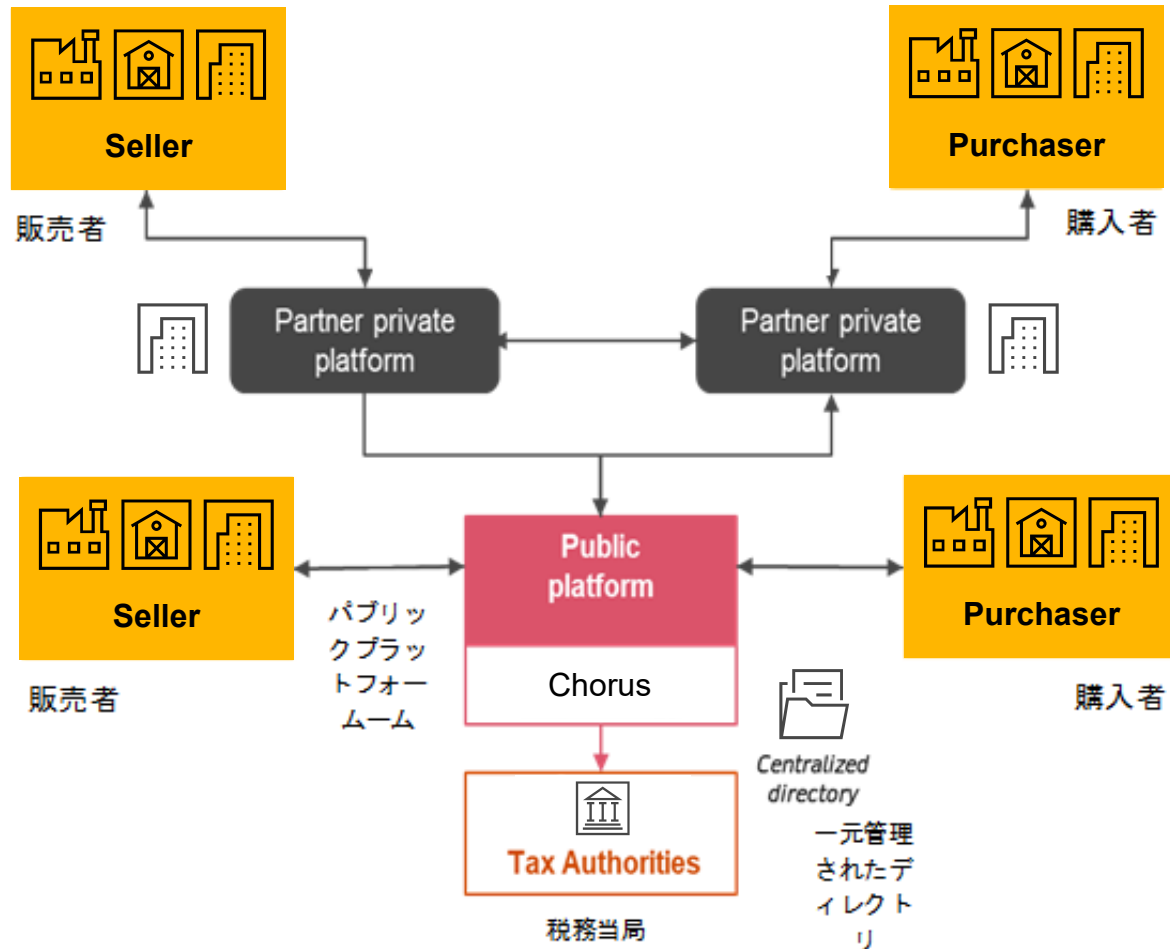 Seller
Purchaser
販売者
購入者
Partner private
platform
Partner private
platform
Seller
販売者
パブリッ
クプラッ
トフォー
ムーム
Public
platform
Chorus
Purchaser
購入者
Centralized
directory
一元管理
されたデ
ィレクト
リ
Tax Authorities
税務当局